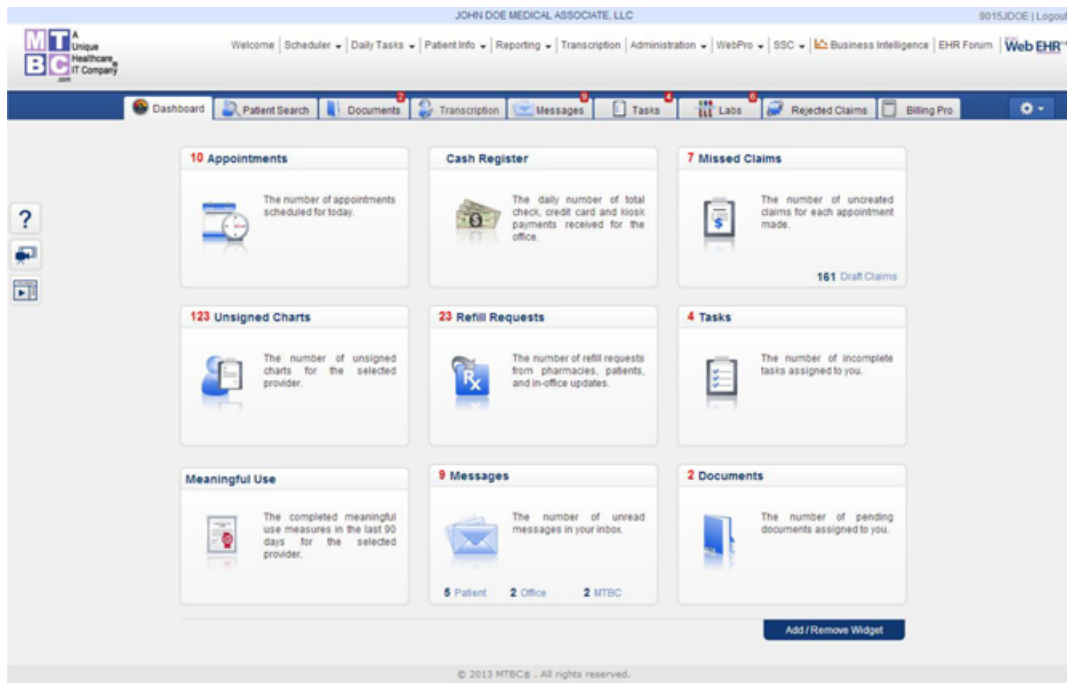 JOHN DOE MEDICAL ASSOCIATE, LLC
9015JDOE | Logout
MTBC .com
A Unique Healthcare IT Company
Welcome | Scheduler | Daily Tasks | Patient Info | Reporting | Transcription | Administration | WebPro | SSC | Business Intelligence | EHR Forum | Web EHR
2 9 4 6
Dashboard Patient Search Documents Transcription Messages Tasks Labs Rejected Claims Billing Pro
10 Appointments
The number of appointments
scheduled for today.
Cash Register
The daily number of total
check, credit card and kiosk
payments received for the
office.
7 Missed Claims
The number of uncreated
claims for each appointment
made.
161 Draft Claims
?
123 Unsigned Charts
The number of unsigned
charts for the selected
provider.
23 Refill Requests
Rx
The number of refill requests
from pharmacies, patients,
and in-office updates.
4 Tasks
The number of incomplete
tasks assigned to you.
Meaningful Use
The completed meaningful
use measures in the last 90
days for the selected
provider.
9 Messages
The number of unread
messages in your inbox.
5 Patient 2 Office 2 MTBC
2 Documents
The number of pending
documents assigned to you.
Add / Remove Widget
© 2013 MTBC® . All rights reserved.